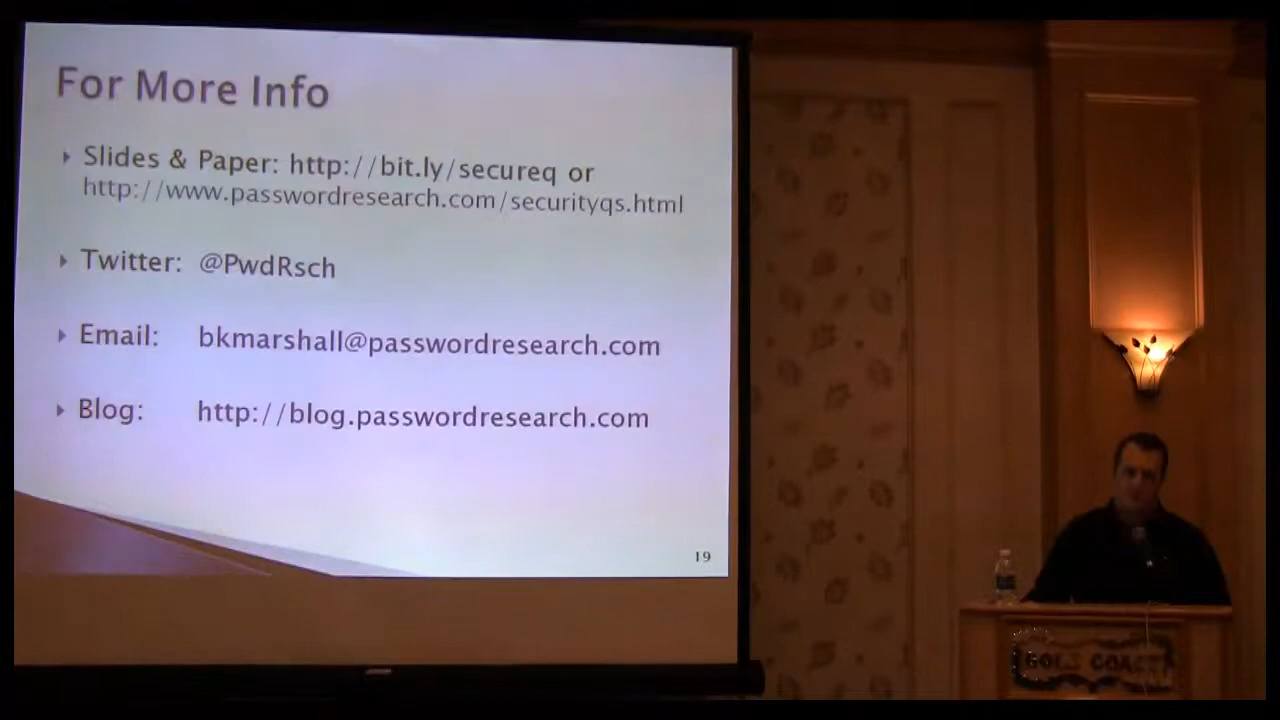 For More Info
Slides & Paper: http://bit.ly/secureq or
http://www.passwordresearch.com/securityqs.html
Twitter: @PwdRsch
Email: bkmarshall@passwordresearch.com
Blog: http://blog.passwordresearch.com
19
GOLD COAST